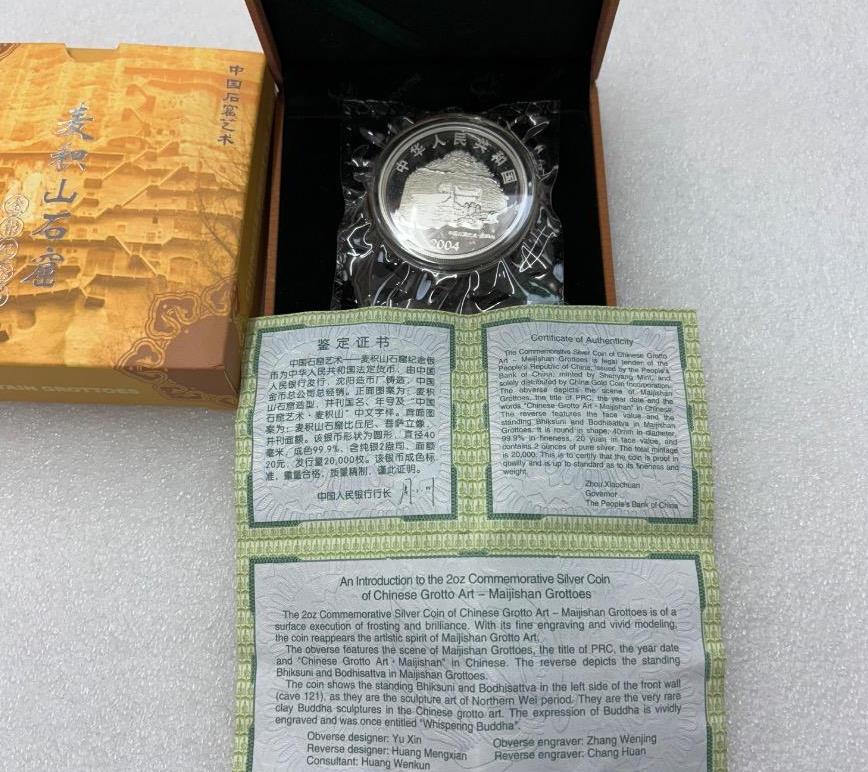 中国石窟艺术
麦积山石窟
TAIN GRO
中华人民共和国
2004
鉴定证书
中国石窟艺术——麦积山石窟纪念银
币为中华人民共和国法定货币，由中国
人民银行发行，沈阳造币厂铸造，中国
金币总公司总经销。正面图案为：麦积
山石窟造型，并刊国名、年号及“中国
石窟艺术·麦积山”中文字样。背面图
案为：麦积山石窟比丘尼、菩萨立像，
并刊面额。该银币形状为圆形，直径40
毫米，成色99.9%，含纯银2盎司，面额
20元，发行量20,000枚。该银币成色标
准，重量合格，质量精制，谨此证明。
中国人民银行行长
Certificate of Authenticity
The Commemorative Silver Coin of Chinese Grotto
Art – Meijishan Grottoes is legal tender of the
People's Republic of China, issued by the People's
Bank of China, minted by Shenyang Mint, and
solely distributed by China Gold Coin Incorporation.
The obverse depicts the scene of Maijishan
Grottoes, the title of PRC, the year date and the
words "Chinese Grotto Art · Maijishan" in Chinese.
The reverse features the face value and the
standing Bhiksuni and Bodhisattva in Maijishan
Grottoes. It is round in shape, 40mm in diameter,
99.9% in fineness, 20 yuan in face value, and
contains 2 ounces of pure silver. The total mintage
is 20,000. This is to certify that the coin is proof in
quality and is up to standard as to its fineness and
weight.
Zhou Xiaochuan
Governor
The People's Bank of China
An Introduction to the 2oz Commemorative Silver Coin
of Chinese Grotto Art – Maijishan Grottoes
The 2oz Commemorative Silver Coin of Chinese Grotto Art – Maijishan Grottoes is of a
surface execution of frosting and brilliance. With its fine engraving and vivid modeling,
the coin reappears the artistic spirit of Maijishan Grotto Art.
The obverse features the scene of Maijishan Grottoes, the title of PRC, the year date
and "Chinese Grotto Art · Maijishan" in Chinese. The reverse depicts the standing
Bhiksuni and Bodhisattva in Maijishan Grottoes.
The coin shows the standing Bhiksuni and Bodhisattva in the left side of the front wall
(cave 121), as they are the sculpture art of Northern Wei period. They are the very rare
clay Buddha sculptures in the Chinese grotto art. The expression of Buddha is vividly
engraved and was once entitled "Whispering Buddha".
Obverse designer: Yu Xin
Obverse engraver: Zhang Wenjing
Reverse designer: Huang Mengxian
Reverse engraver: Chang Huan
Consultant: Huang Wenkun